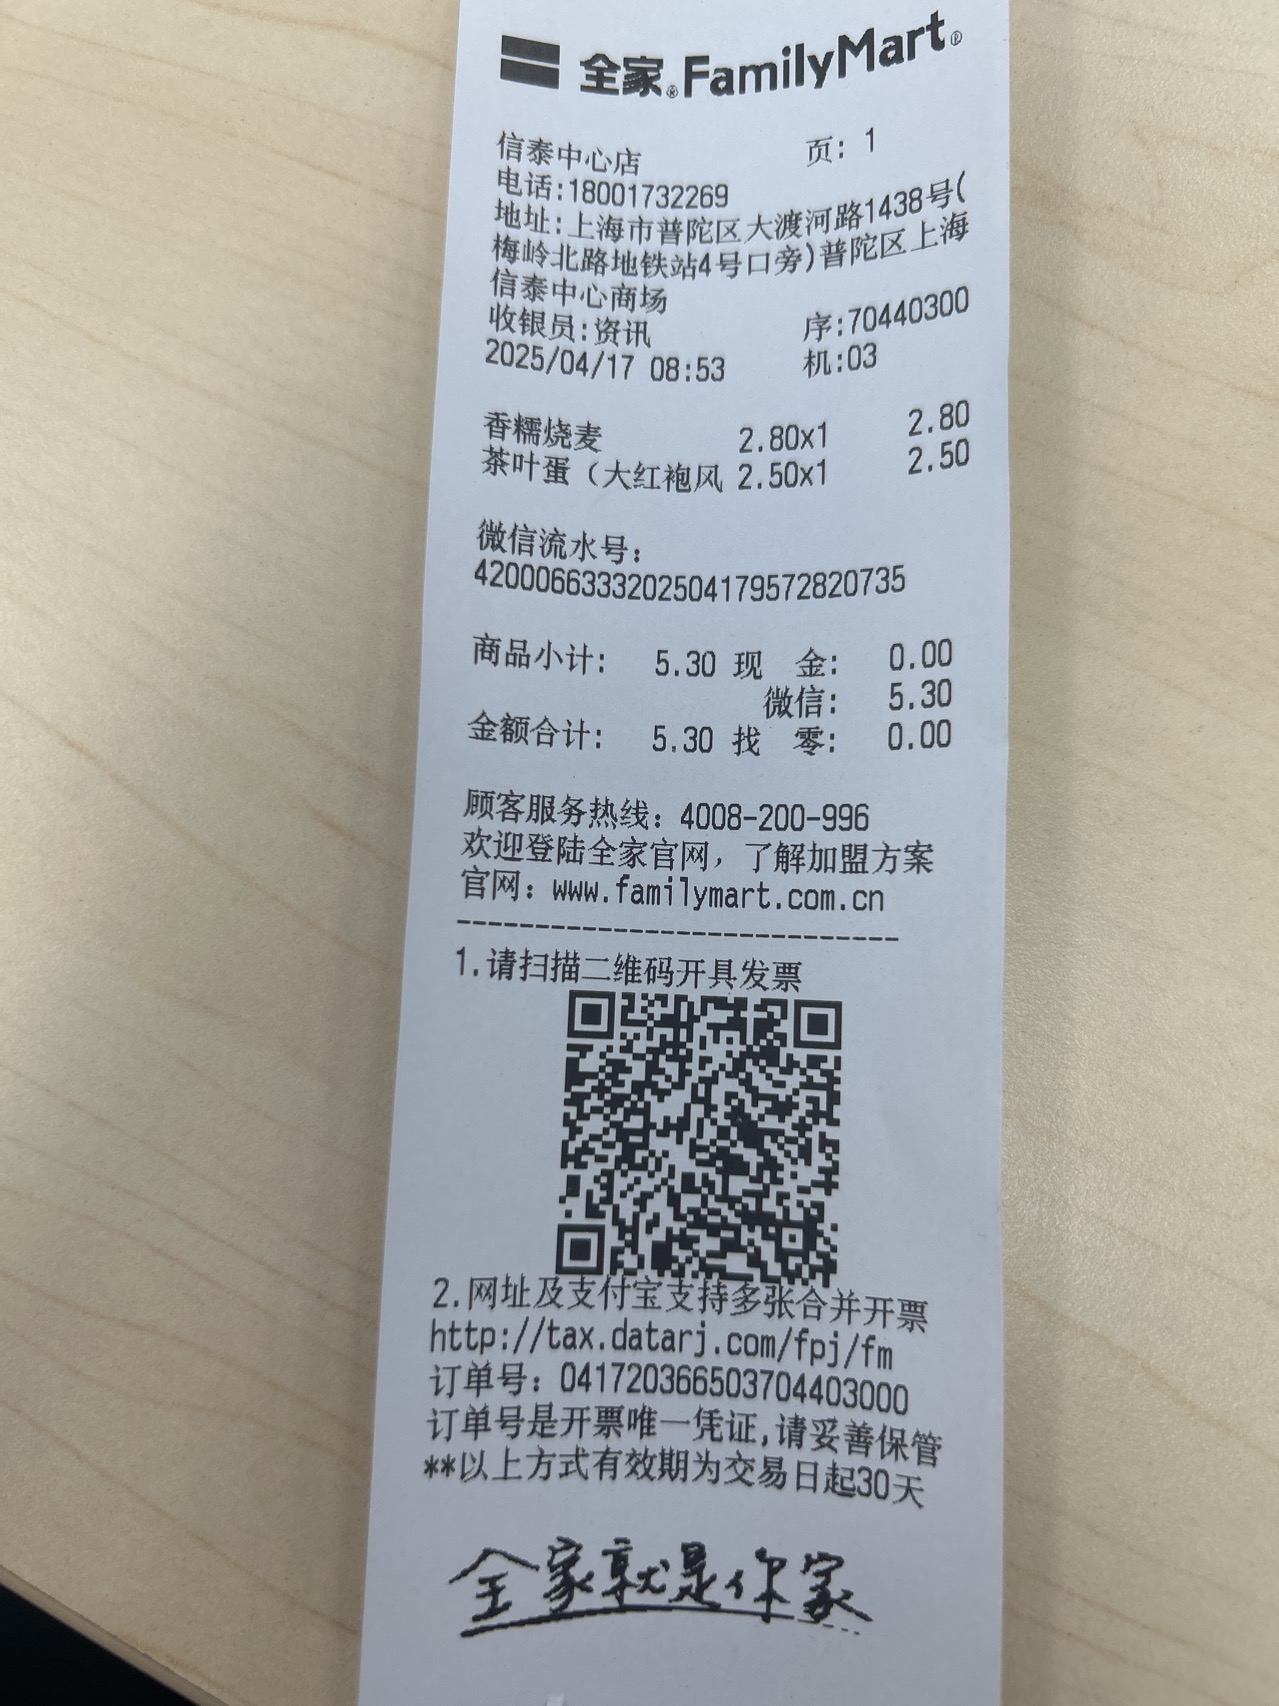 全家®FamilyMart®
信泰中心店 页: 1
电话:18001732269
地址:上海市普陀区大渡河路1438号(
梅岭北路地铁站4号口旁)普陀区上海
信泰中心商场
收银员:资讯 序:70440300
2025/04/17 08:53 机:03
香糯烧麦 2.80x1 2.80
茶叶蛋（大红袍风 2.50x1 2.50
微信流水号:
4200066333202504179572820735
商品小计: 5.30 现 金: 0.00
微信: 5.30
金额合计: 5.30 找 零: 0.00
顾客服务热线: 4008-200-996
欢迎登陆全家官网，了解加盟方案
官网: www.familymart.com.cn
----------------------------
1.请扫描二维码开具发票
2.网址及支付宝支持多张合并开票
http://tax.datarj.com/fpj/fm
订单号: 041720366503704403000
订单号是开票唯一凭证,请妥善保管
**以上方式有效期为交易日起30天
全家就是你家